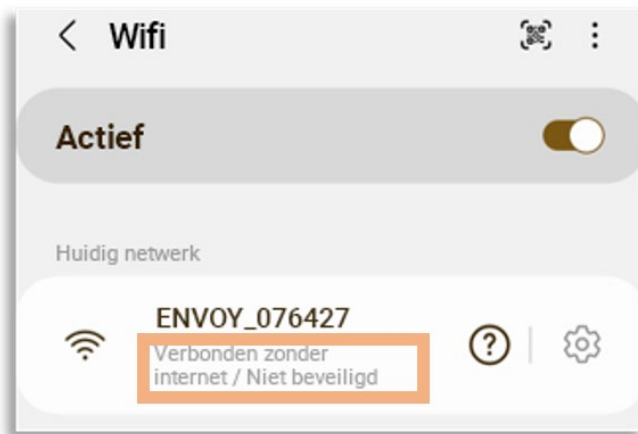 Wifi
Actief
Huidig netwerk
ENVOY_076427
Verbonden zonder
internet / Niet beveiligd